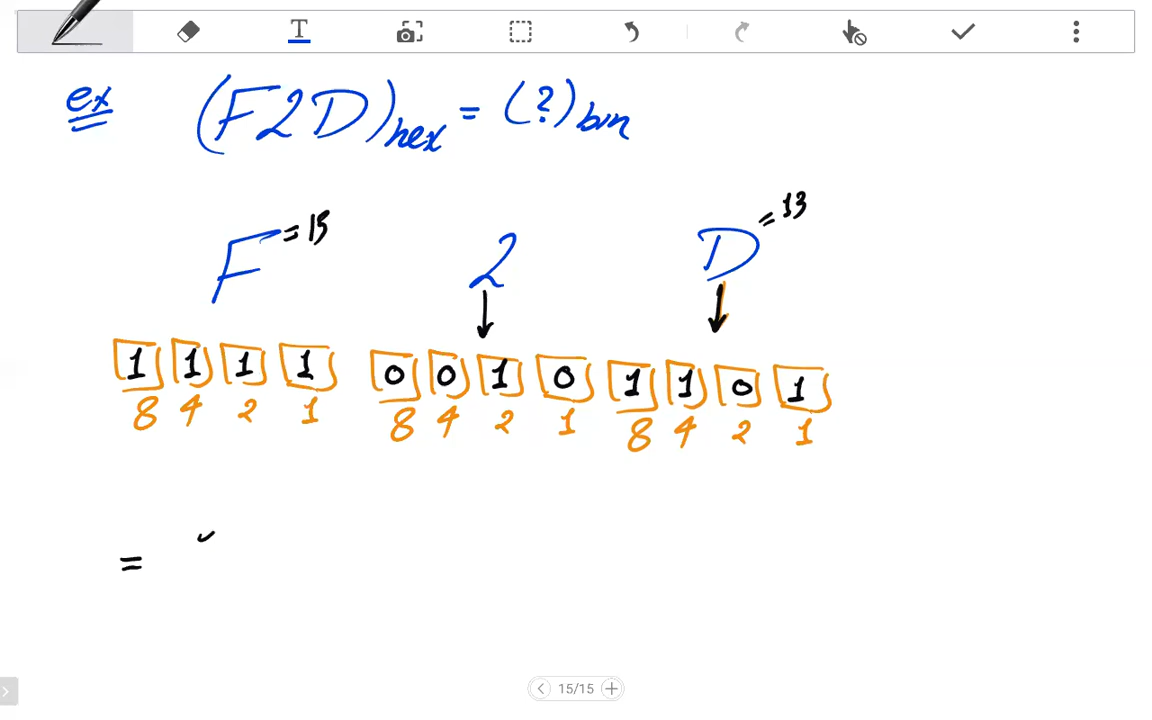 ex (F2D)hex = (?)bin
F = 15 2 D = 13
1 1 1 1 0 0 1 0 1 1 0 1
8 4 2 1 8 4 2 1 8 4 2 1
=
15/15